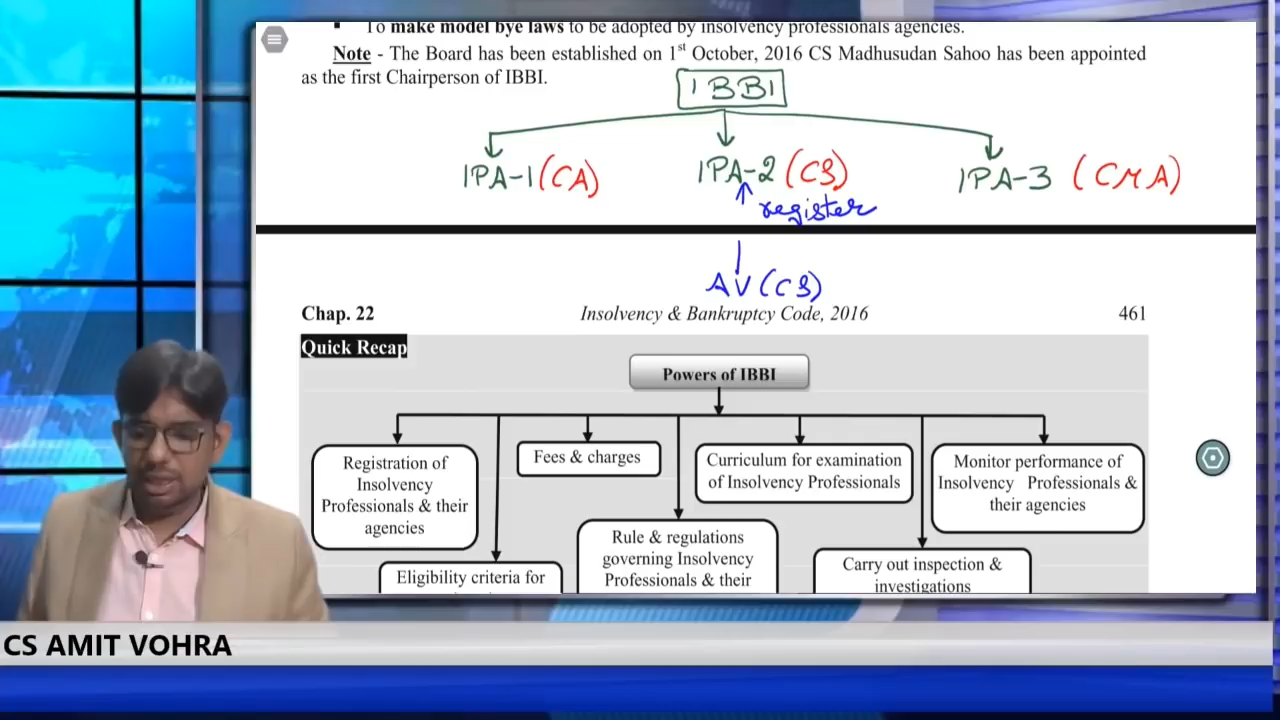 To make model bye laws to be adopted by insolvency professionals agencies.
Note - The Board has been established on 1st October, 2016 CS Madhusudan Sahoo has been appointed
as the first Chairperson of IBBI.
IBBI
IPA-1 (CA)
IPA-2 (CS)
IPA-3 (CMA)
register
AV (CS)
Chap. 22
Insolvency & Bankruptcy Code, 2016
461
Quick Recap
Powers of IBBI
Registration of
Insolvency
Professionals & their
agencies
Eligibility criteria for
Fees & charges
Rule & regulations
governing Insolvency
Professionals & their
Curriculum for examination
of Insolvency Professionals
Carry out inspection &
investigations
Monitor performance of
Insolvency Professionals &
their agencies
CS AMIT VOHRA